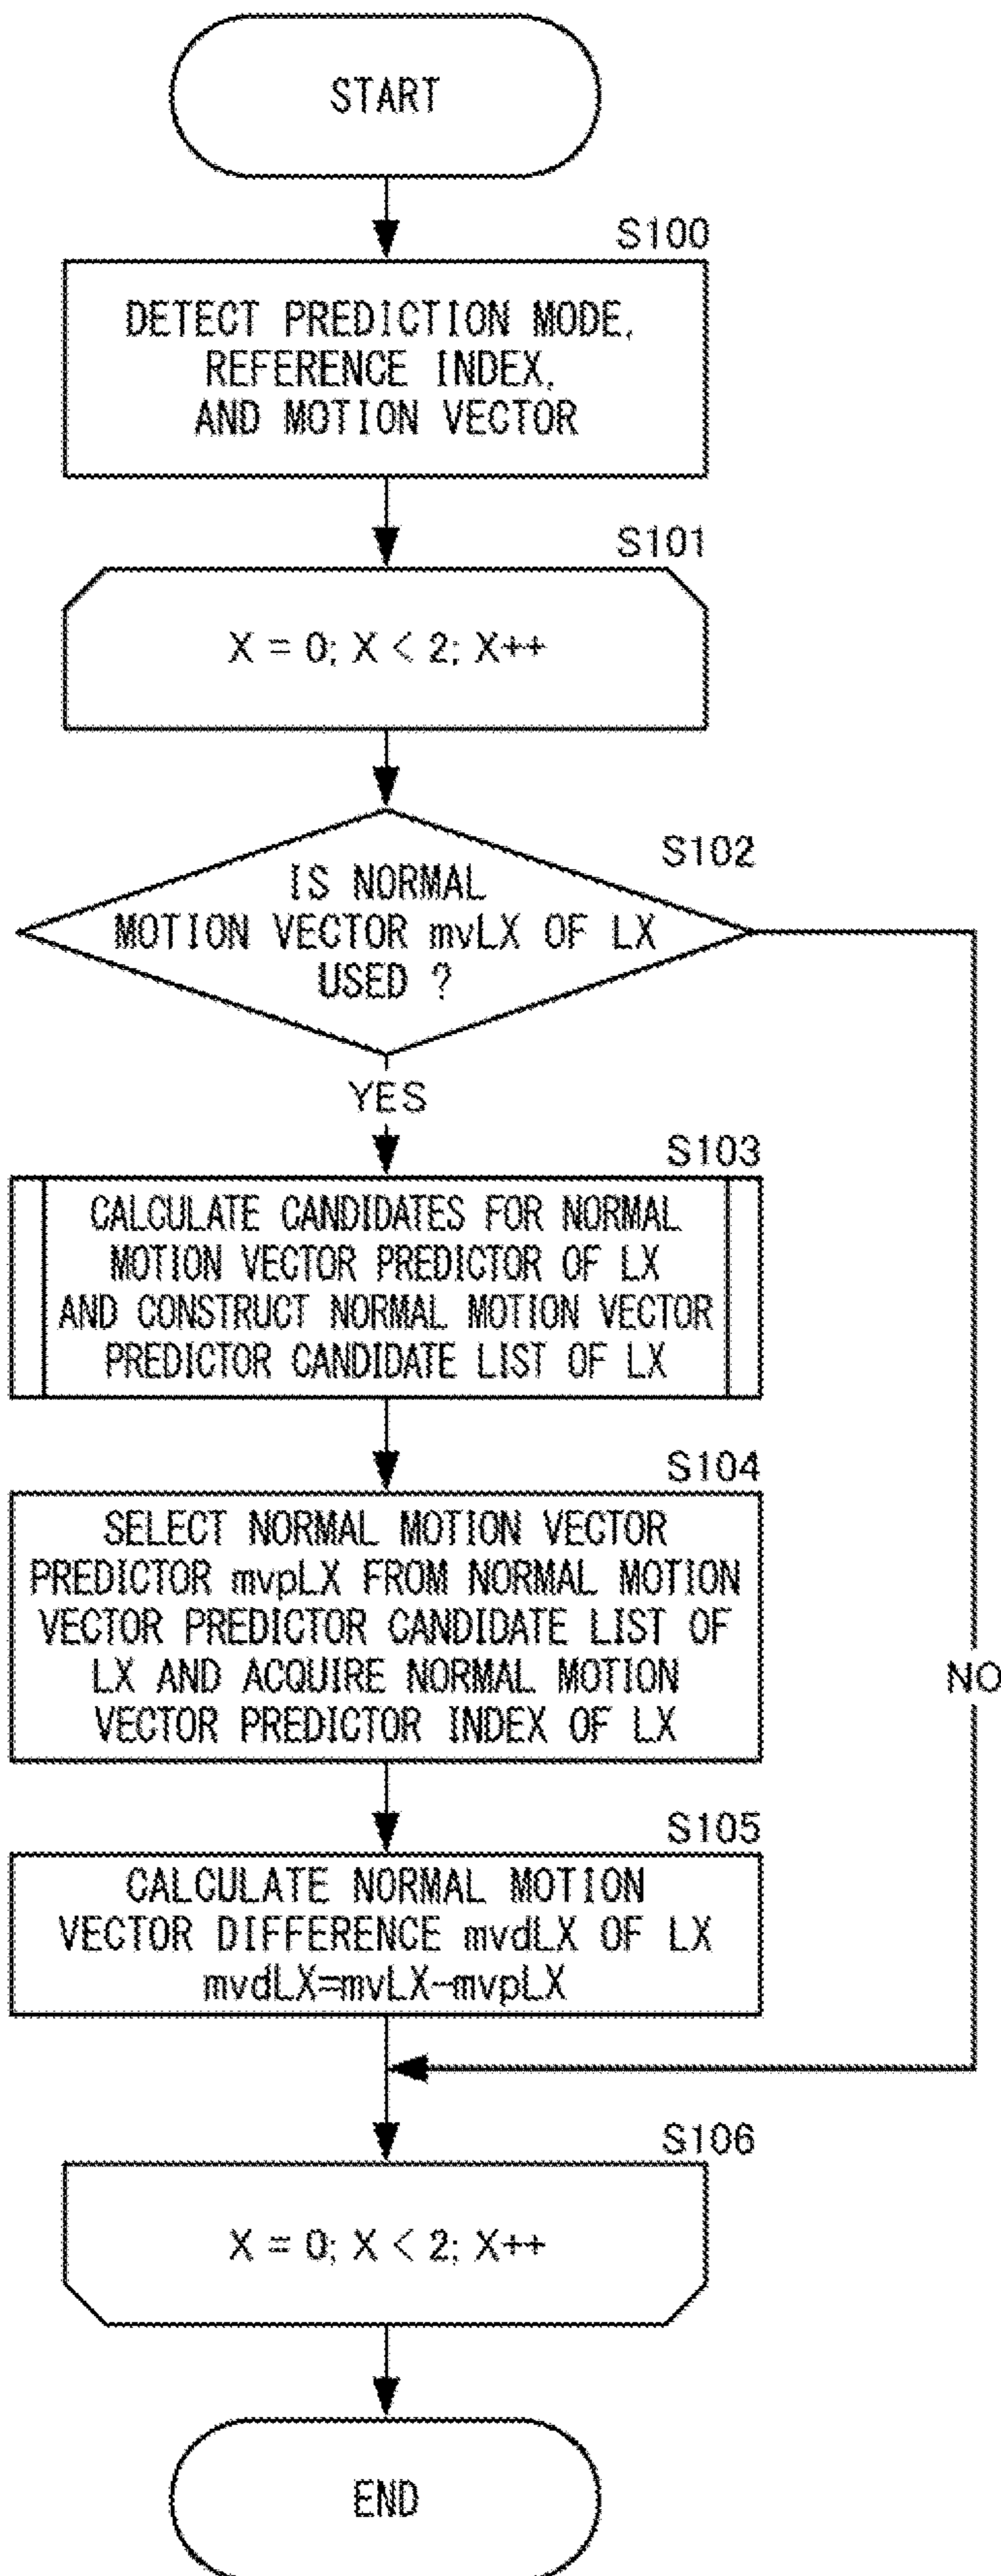 START
S100
DETECT PREDICTION MODE,
REFERENCE INDEX,
AND MOTION VECTOR
S101
X = 0; X < 2; X++
S102
IS NORMAL
MOTION VECTOR mvLX OF LX
USED ?
YES
S103
CALCULATE CANDIDATES FOR NORMAL
MOTION VECTOR PREDICTOR OF LX
AND CONSTRUCT NORMAL MOTION VECTOR
PREDICTOR CANDIDATE LIST OF LX
S104
SELECT NORMAL MOTION VECTOR
PREDICTOR mvpLX FROM NORMAL MOTION
VECTOR PREDICTOR CANDIDATE LIST OF
LX AND ACQUIRE NORMAL MOTION
VECTOR PREDICTOR INDEX OF LX
NO
S105
CALCULATE NORMAL MOTION
VECTOR DIFFERENCE mvdLX OF LX
mvdLX=mvLX-mvpLX
S106
X = 0; X < 2; X++
END